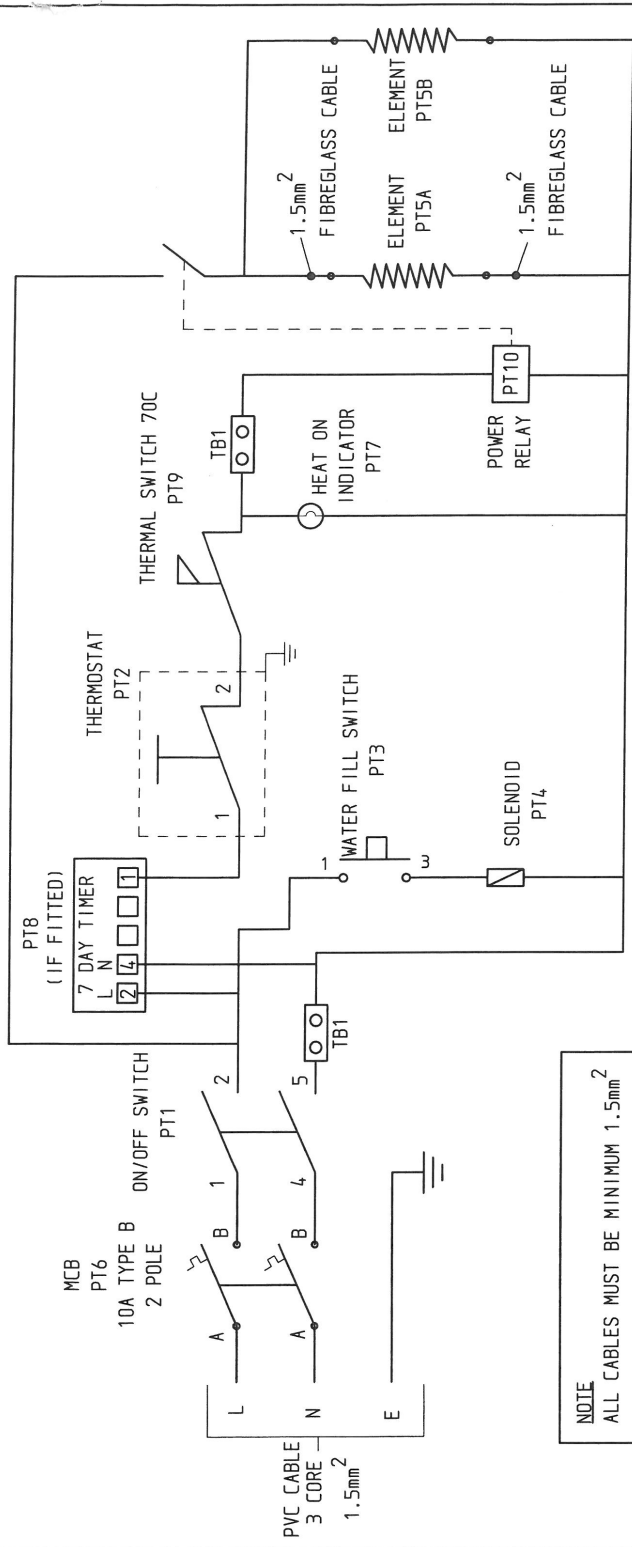 PVC CABLE
3 CORE
1.5mm²
L
N
E
MCB
PT6
10A TYPE B
2 POLE
A
B
A
B
ON/OFF SWITCH
PT1
1
2
4
5
TB1
PT8
(IF FITTED)
7 DAY TIMER
L
N
2
4
1
THERMOSTAT
PT2
1
2
THERMAL SWITCH 70C
PT9
TB1
HEAT ON
INDICATOR
PT7
WATER FILL SWITCH
PT3
1
3
SOLENOID
PT4
POWER
RELAY
PT10
1.5mm²
FIBREGLASS CABLE
ELEMENT
PT5A
ELEMENT
PT5B
1.5mm²
FIBREGLASS CABLE
NOTE
ALL CABLES MUST BE MINIMUM 1.5mm²